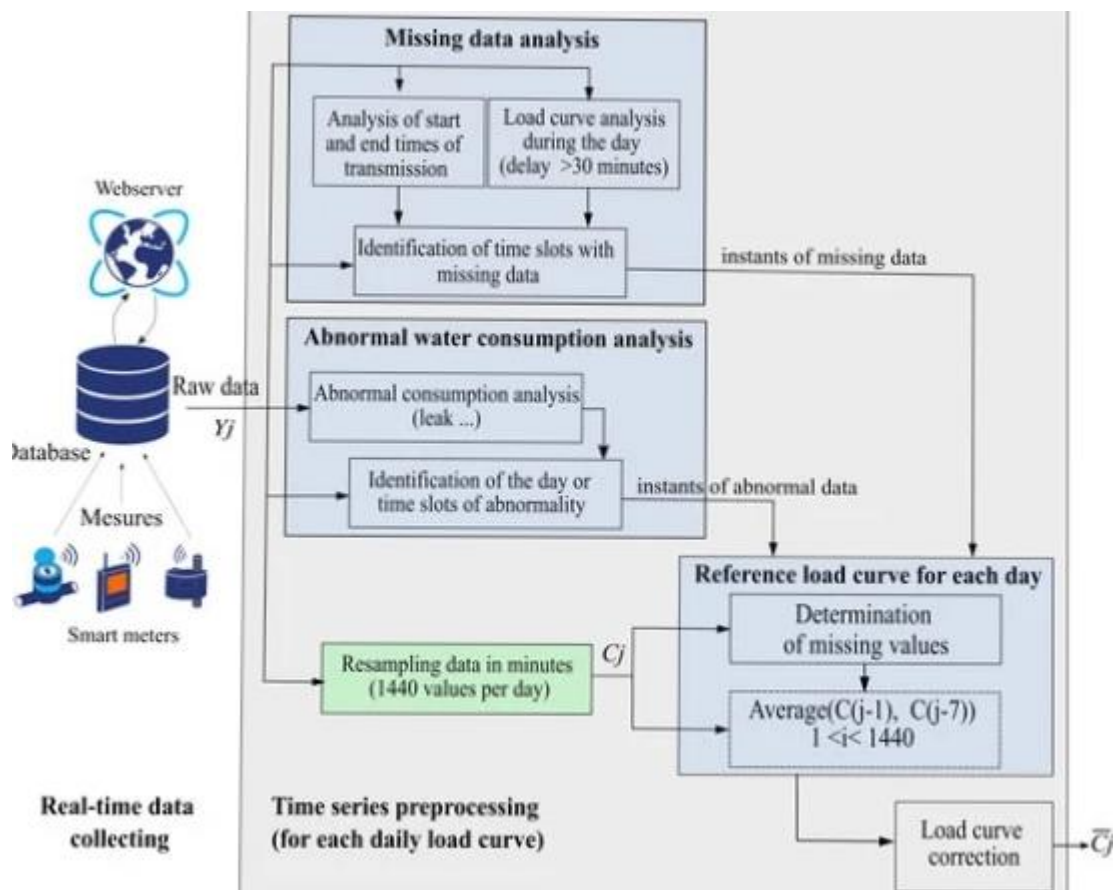 Missing data analysis
Analysis of start
and end times of
transmission
Load curve analysis
during the day
(delay >30 minutes)
Identification of time slots with
missing data
instants of missing data
Webserver
Abnormal water consumption analysis
Raw data
Yj
Abnormal consumption analysis
(leak ...)
Identification of the day or
time slots of abnormality
instants of abnormal data
Database
Mesures
Smart meters
Reference load curve for each day
Determination
of missing values
Resampling data in minutes
(1440 values per day)
Cj
Average(C(j-1), C(j-7))
1 <i< 1440
Real-time data
collecting
Time series preprocessing
(for each daily load curve)
Load curve
correction
C̅j